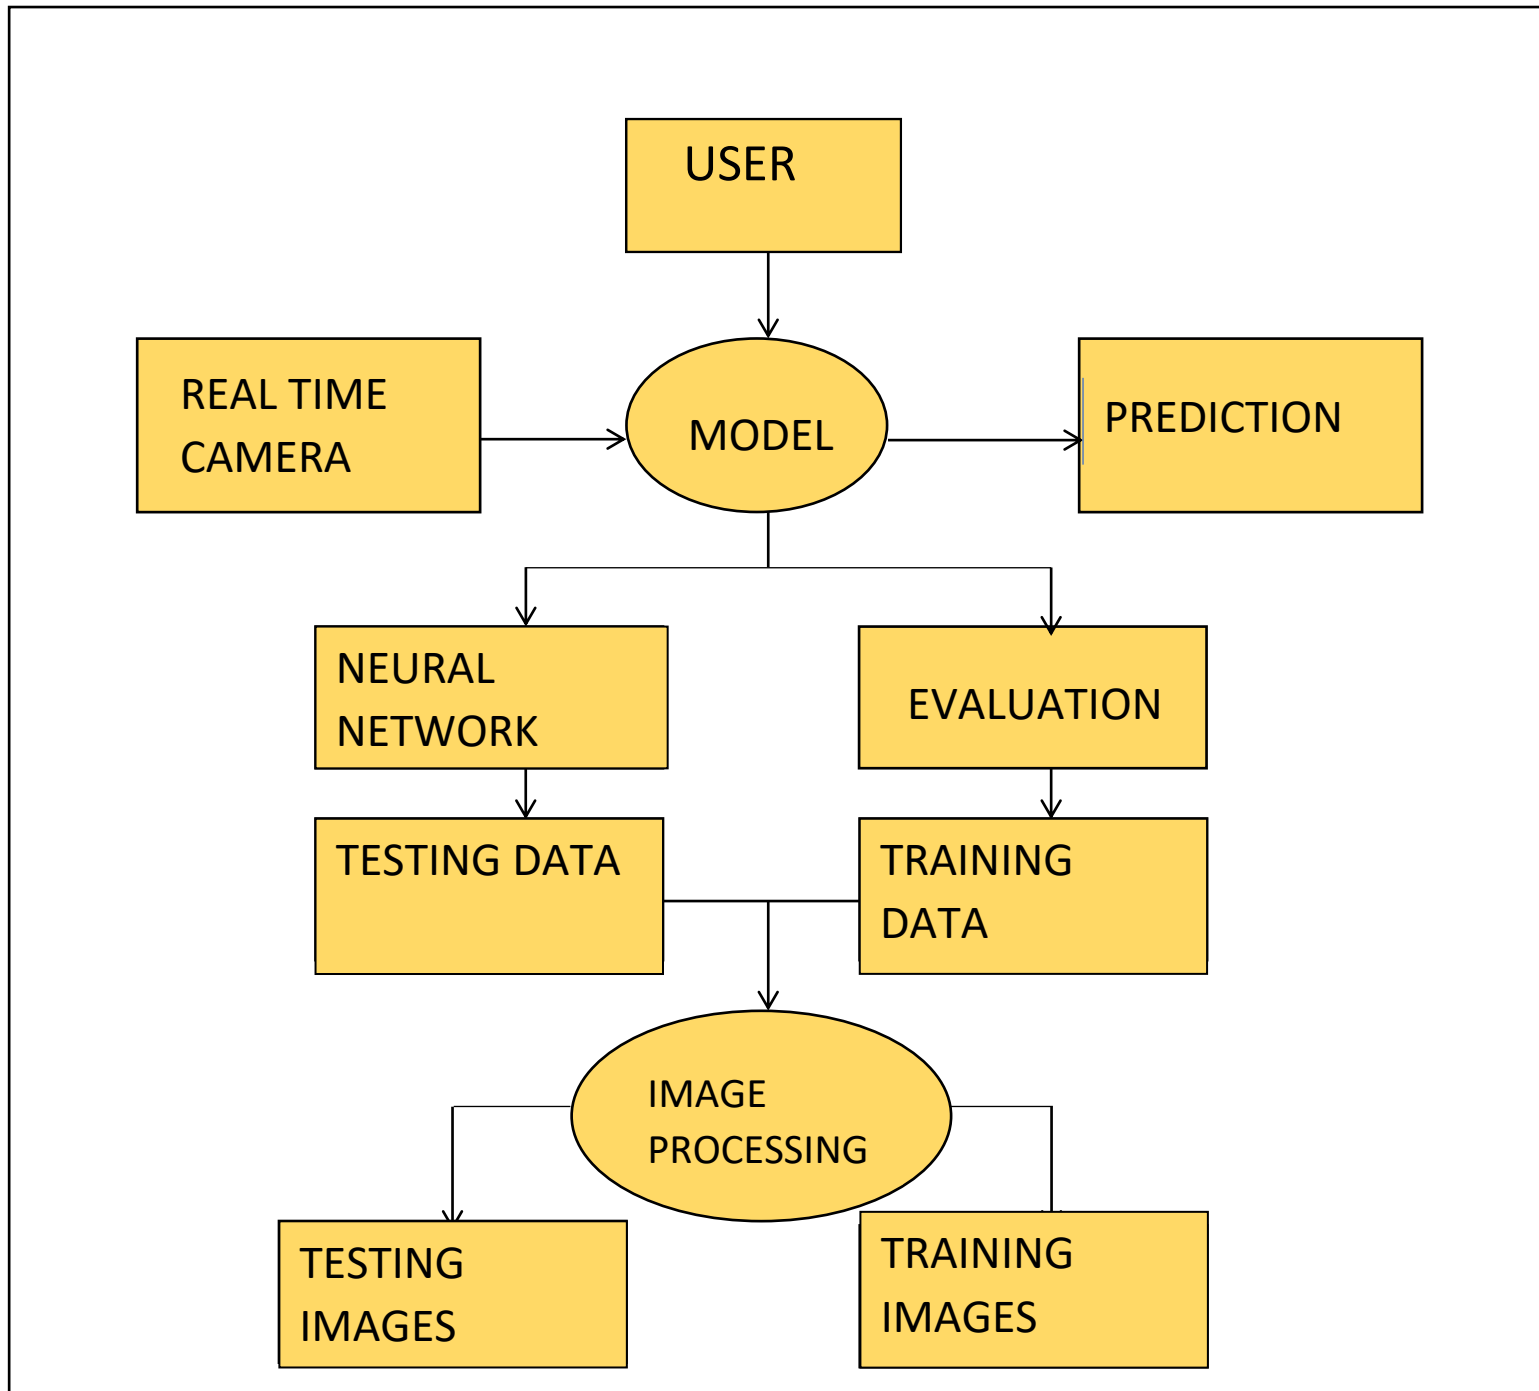 USER
REAL TIME
CAMERA
MODEL
PREDICTION
NEURAL
NETWORK
EVALUATION
TESTING DATA
TRAINING
DATA
IMAGE
PROCESSING
TESTING
IMAGES
TRAINING
IMAGES